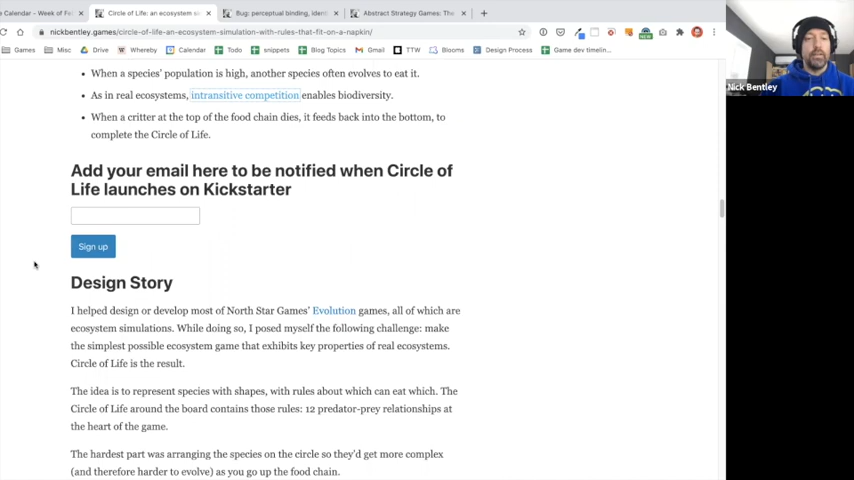 e Calendar – Week of Fe
Circle of Life: an ecosystem si
Bug: perceptual binding, ident
Abstract Strategy Games: The
nickbentley.games/circle-of-life-an-ecosystem-simulation-with-rules-that-fit-on-a-napkin/
Games
Misc
Drive
Whereby
Calendar
Todo
snippets
Blog Topics
Gmail
TTW
Blooms
Design Process
Game dev timelin...
NEW
Nick Bentley
When a species' population is high, another species often evolves to eat it.
As in real ecosystems, intransitive competition enables biodiversity.
When a critter at the top of the food chain dies, it feeds back into the bottom, to
complete the Circle of Life.
Add your email here to be notified when Circle of
Life launches on Kickstarter
Sign up
Design Story
I helped design or develop most of North Star Games' Evolution games, all of which are
ecosystem simulations. While doing so, I posed myself the following challenge: make
the simplest possible ecosystem game that exhibits key properties of real ecosystems.
Circle of Life is the result.
The idea is to represent species with shapes, with rules about which can eat which. The
Circle of Life around the board contains those rules: 12 predator-prey relationships at
the heart of the game.
The hardest part was arranging the species on the circle so they'd get more complex
(and therefore harder to evolve) as you go up the food chain.